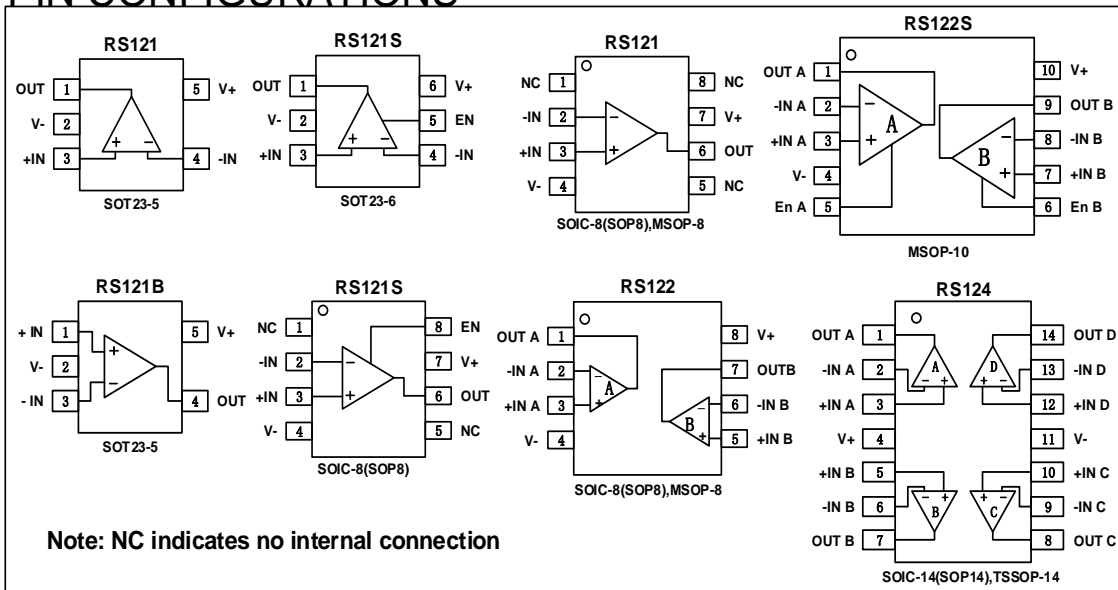 PIN CONFIGURATIONS
RS121
OUT 1
V- 2
+IN 3
5 V+
4 -IN
+ -
SOT23-5
RS121S
OUT 1
V- 2
+IN 3
6 V+
5 EN
4 -IN
+ -
SOT23-6
RS121
NC 1
-IN 2
+IN 3
V- 4
8 NC
7 V+
6 OUT
5 NC
-
+
SOIC-8(SOP8),MSOP-8
RS122S
OUT A 1
-IN A 2
+IN A 3
V- 4
En A 5
10 V+
9 OUT B
8 -IN B
7 +IN B
6 En B
- A
+
- B
+
MSOP-10
RS121B
+ IN 1
V- 2
- IN 3
5 V+
4 OUT
+
-
SOT23-5
RS121S
NC 1
-IN 2
+IN 3
V- 4
8 EN
7 V+
6 OUT
5 NC
-
+
SOIC-8(SOP8)
RS122
OUT A 1
-IN A 2
+IN A 3
V- 4
8 V+
7 OUTB
6 -IN B
5 +IN B
- A
+
- B
+
SOIC-8(SOP8),MSOP-8
RS124
OUT A 1
-IN A 2
+IN A 3
V+ 4
+IN B 5
-IN B 6
OUT B 7
14 OUT D
13 -IN D
12 +IN D
11 V-
10 +IN C
9 -IN C
8 OUT C
A D
- + + -
- + + -
B C
SOIC-14(SOP14),TSSOP-14
Note: NC indicates no internal connection